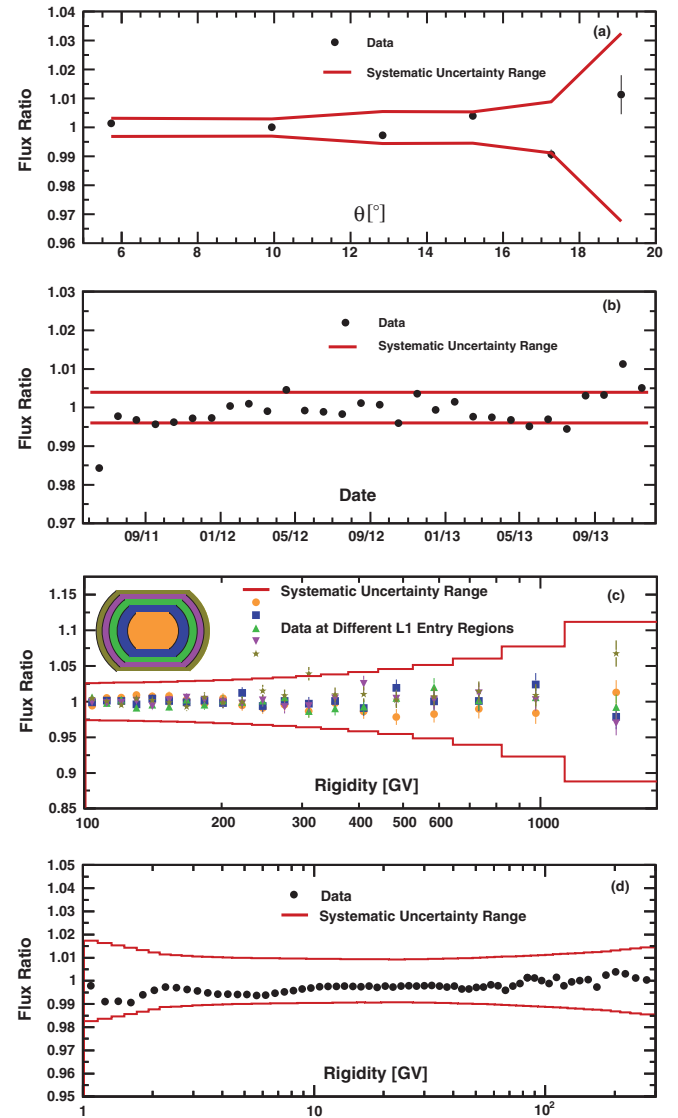 1.04
(a)
1.03
Data
1.02
Systematic Uncertainty Range
1.01
1
0.99
0.98
0.97
0.96
Flux Ratio
θ[°]
6 8 10 12 14 16 18 20
1.03
(b)
1.02
Data
Systematic Uncertainty Range
1.01
1
0.99
0.98
0.97
Flux Ratio
Date
09/11 01/12 05/12 09/12 01/13 05/13 09/13
1.15
Systematic Uncertainty Range
(c)
1.1
Data at Different L1 Entry Regions
1.05
1
0.95
0.9
0.85
Flux Ratio
Rigidity [GV]
100 200 300 400 500 600 1000
1.05
1.04
Data
(d)
1.03
Systematic Uncertainty Range
1.02
1.01
1
0.99
0.98
0.97
0.96
0.95
Flux Ratio
Rigidity [GV]
1 10 10²